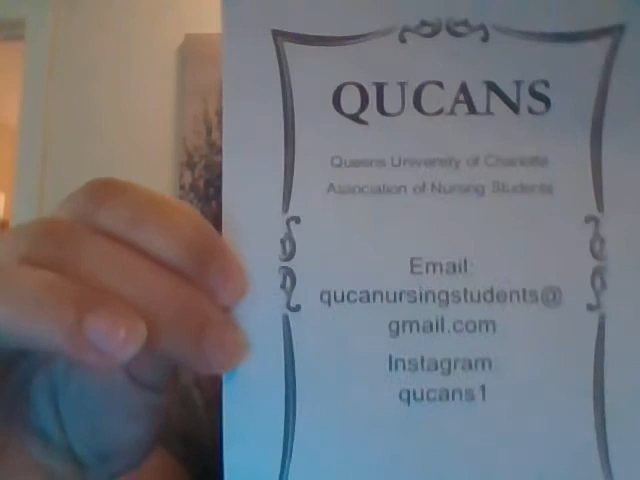 QUCANS
Queens University of Charlotte
Association of Nursing Students
Email
qucanursingstudents@
gmail.com
Instagram
qucans1